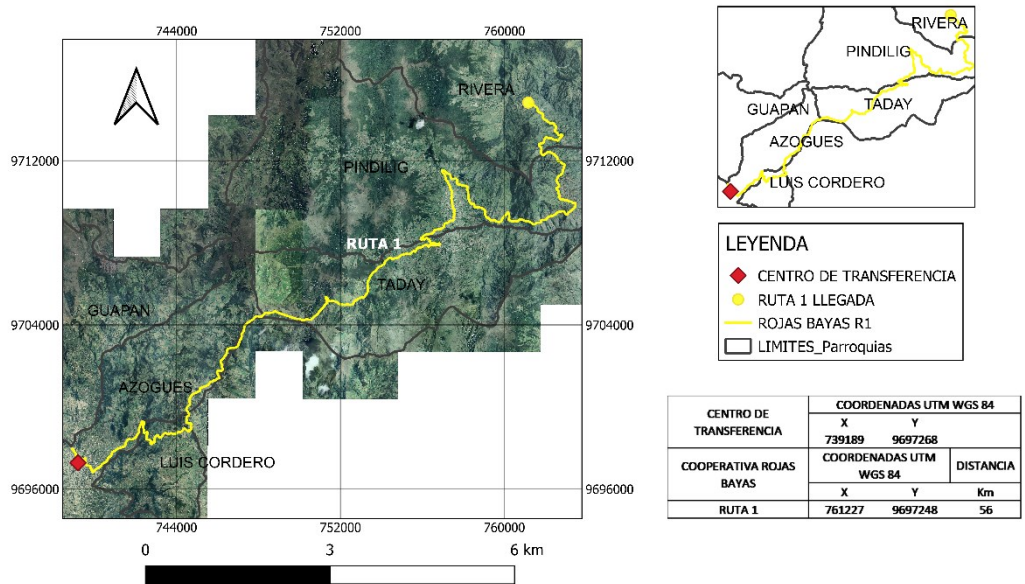 744000 752000 760000
RIVERA
9712000
PINDILIG
RUTA 1
TADAY
GUAPAN
9704000
AZOGUES
LUIS CORDERO
9696000
744000 752000 760000
0 3 6 km
RIVERA
PINDILIG
GUAPAN
TADAY
AZOGUES
LUIS CORDERO
LEYENDA
CENTRO DE TRANSFERENCIA
RUTA 1 LLEGADA
ROJAS BAYAS R1
LIMITES_Parroquias
CENTRO DE
TRANSFERENCIA
COORDENADAS UTM WGS 84
X Y
739189 9697268
COOPERATIVA ROJAS
BAYAS
COORDENADAS UTM
WGS 84
DISTANCIA
X Y Km
RUTA 1 761227 9697248 56